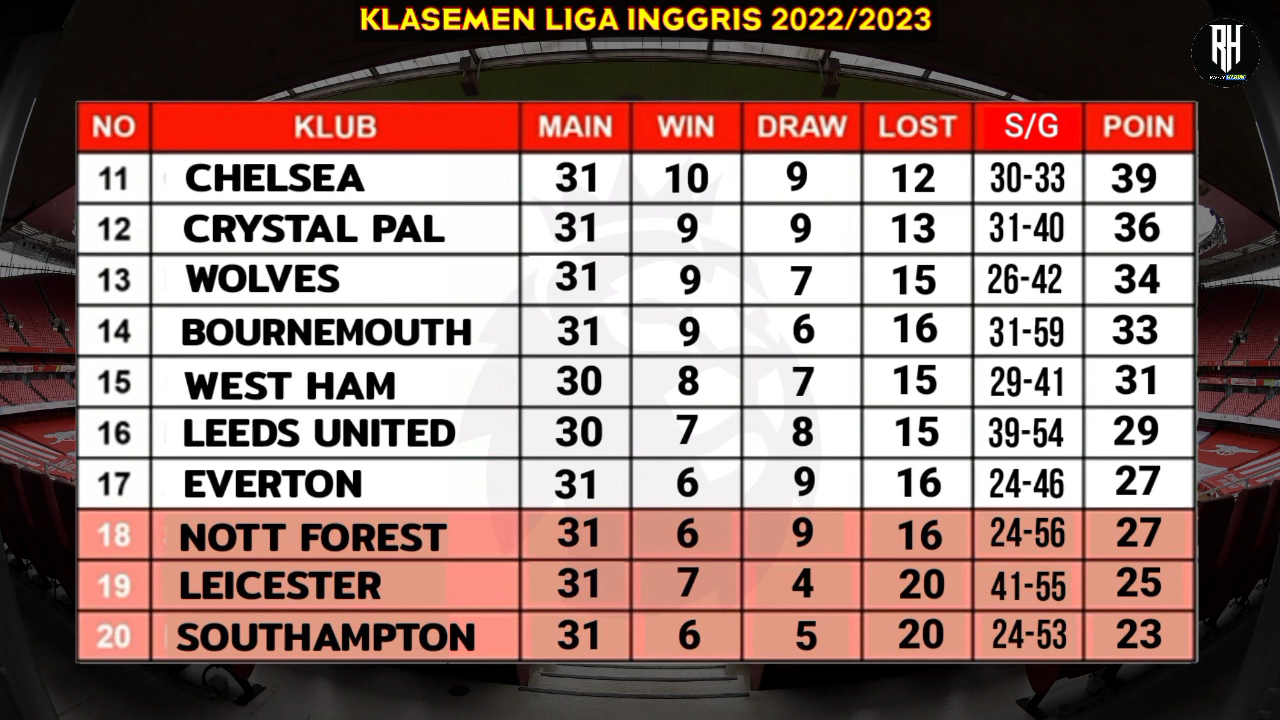 KLASEMEN LIGA INGGRIS 2022/2023
RH
NO KLUB MAIN WIN DRAW LOST S/G POIN
11 CHELSEA 31 10 9 12 30-33 39
12 CRYSTAL PAL 31 9 9 13 31-40 36
13 WOLVES 31 9 7 15 26-42 34
14 BOURNEMOUTH 31 9 6 16 31-59 33
15 WEST HAM 30 8 7 15 29-41 31
16 LEEDS UNITED 30 7 8 15 39-54 29
17 EVERTON 31 6 9 16 24-46 27
18 NOTT FOREST 31 6 9 16 24-56 27
19 LEICESTER 31 7 4 20 41-55 25
20 SOUTHAMPTON 31 6 5 20 24-53 23